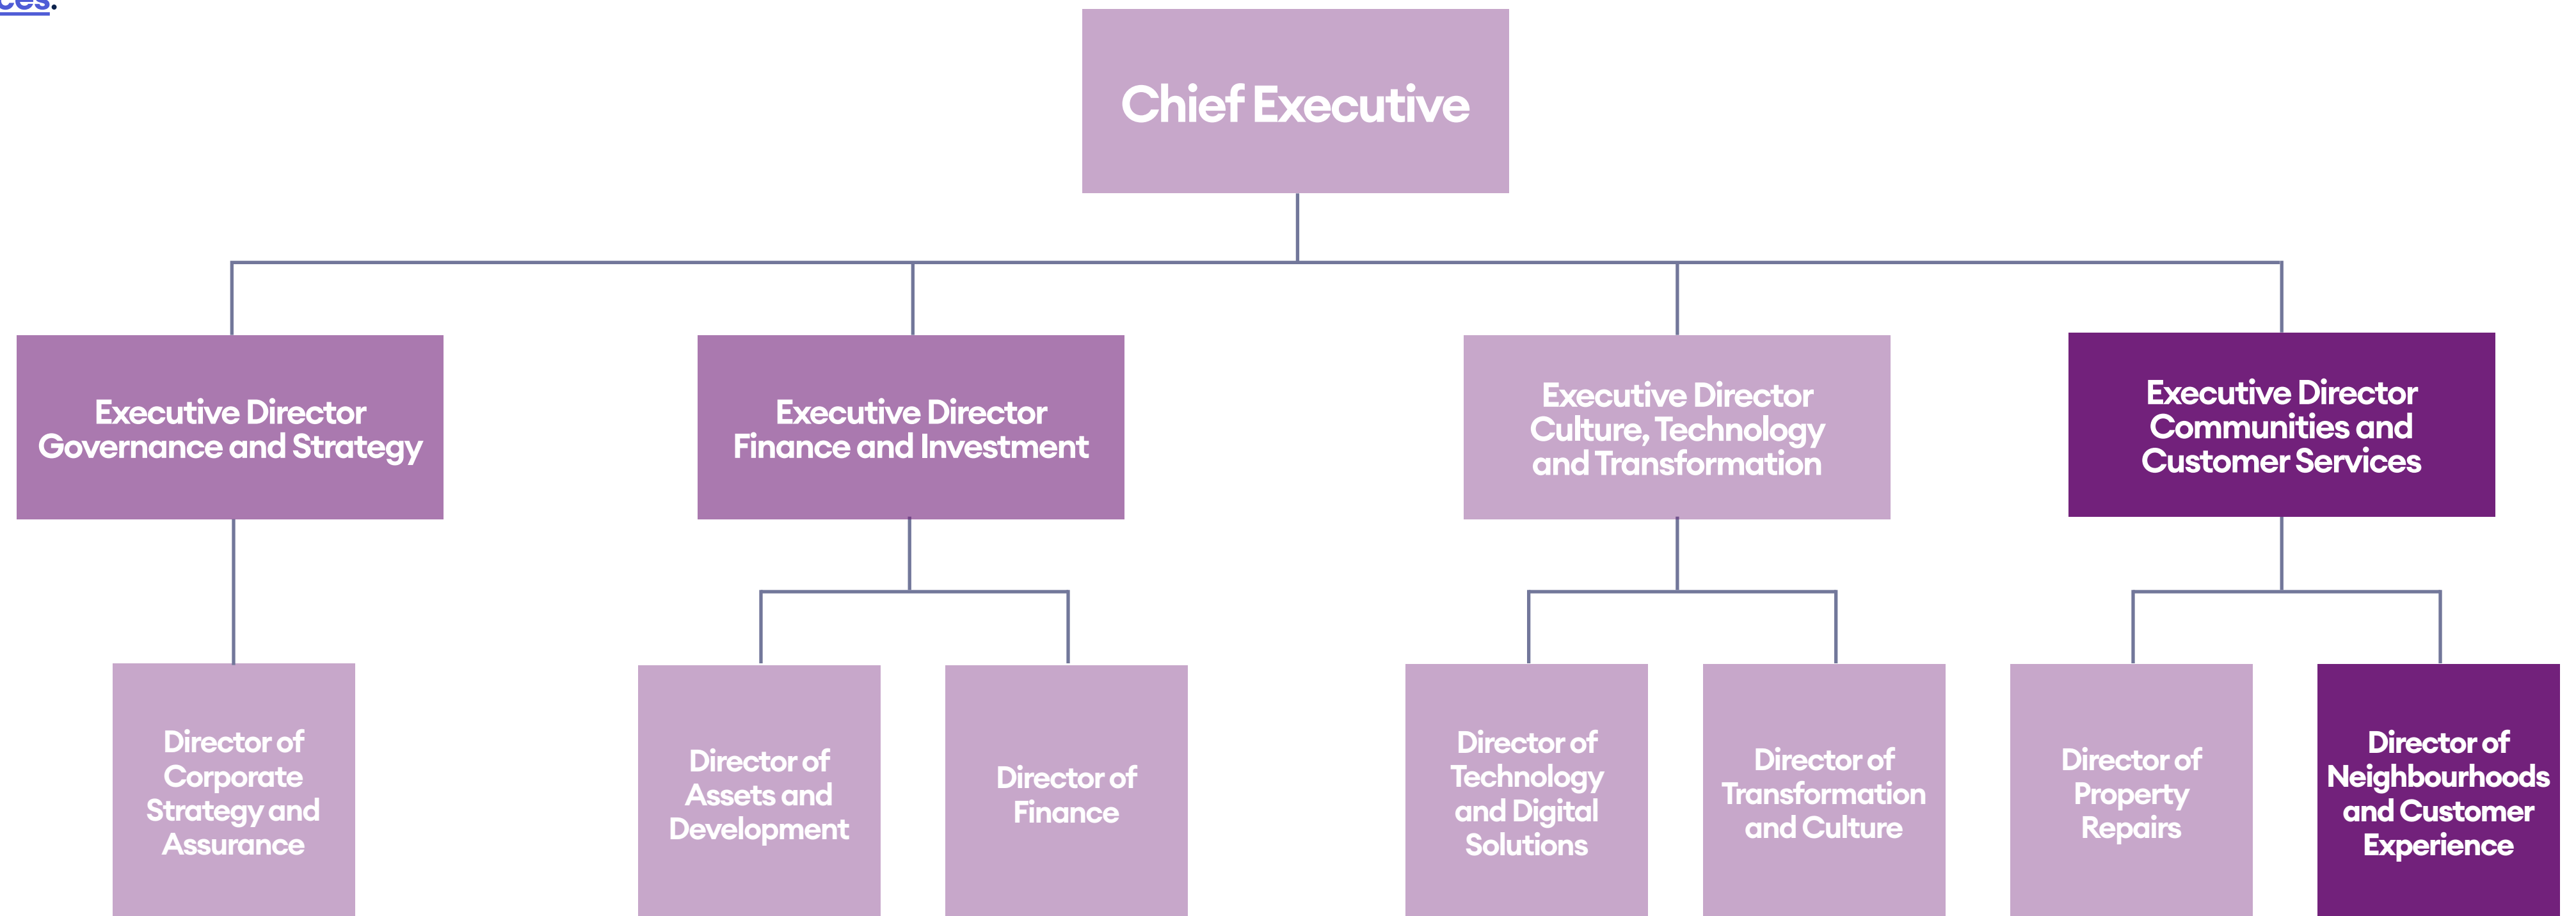 Chief Executive
Executive Director
Governance and Strategy
Executive Director
Finance and Investment
Executive Director
Culture, Technology
and Transformation
Executive Director
Communities and
Customer Services
Director of
Corporate
Strategy and
Assurance
Director of
Assets and
Development
Director of
Finance
Director of
Technology
and Digital
Solutions
Director of
Transformation
and Culture
Director of
Property
Repairs
Director of
Neighbourhoods
and Customer
Experience